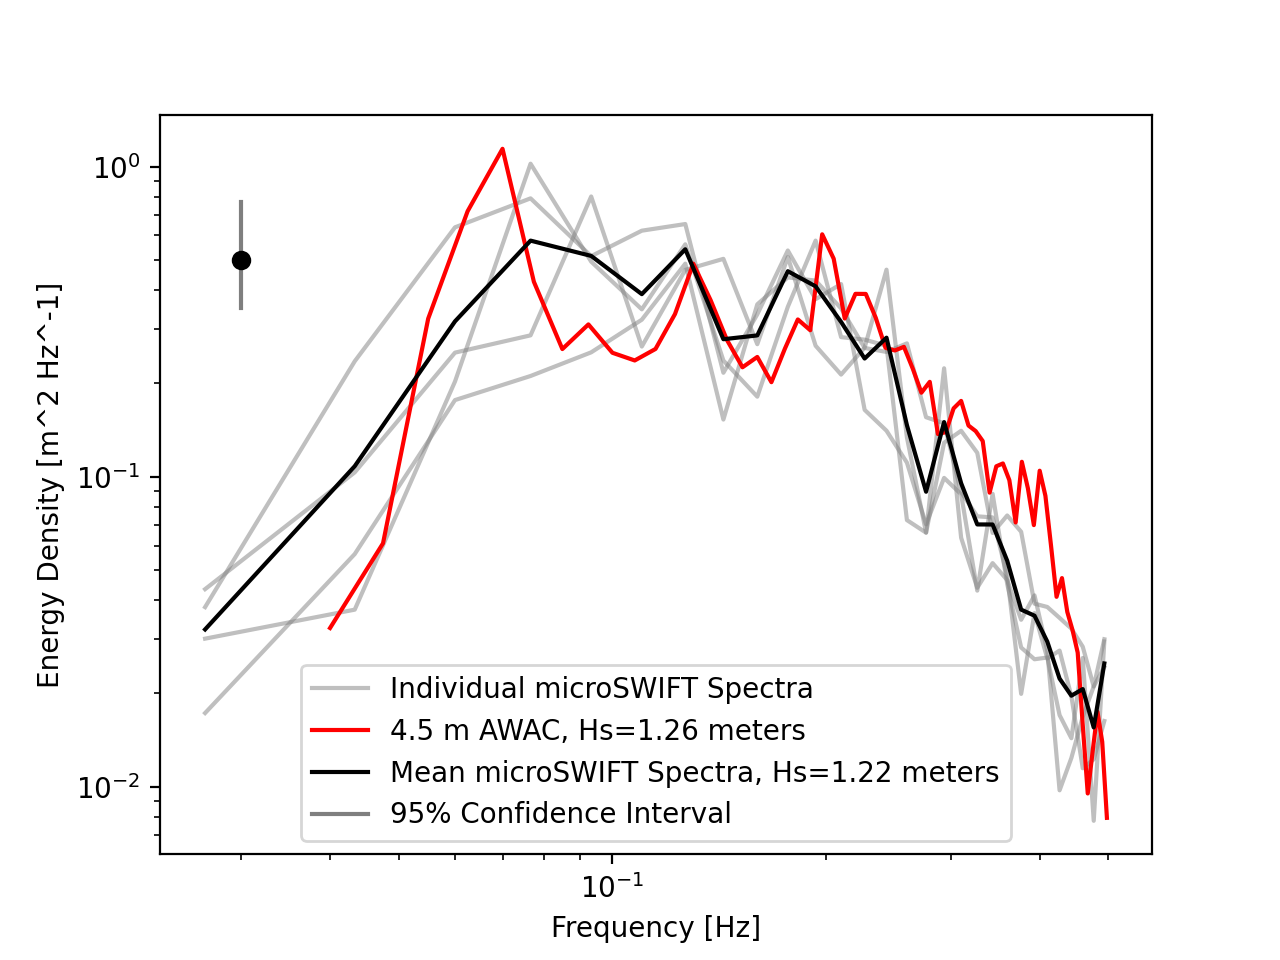 10^0
10^-1
10^-2
Energy Density [m^2 Hz^-1]
Individual microSWIFT Spectra
4.5 m AWAC, Hs=1.26 meters
Mean microSWIFT Spectra, Hs=1.22 meters
95% Confidence Interval
10^-1
Frequency [Hz]